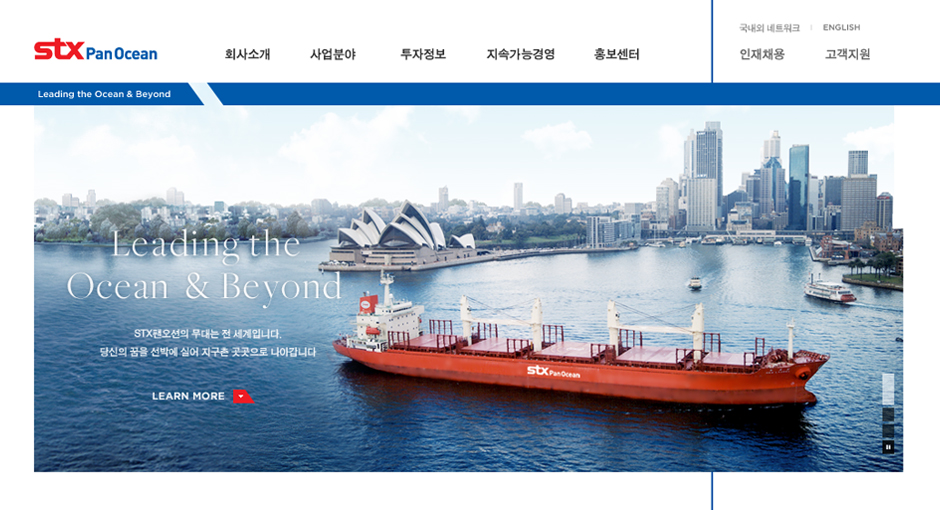 stx PanOcean
회사소개 사업분야 투자정보 지속가능경영 홍보센터
국내외 네트워크 | ENGLISH
인재채용 고객지원
Leading the Ocean & Beyond
Leading the
Ocean & Beyond
STX팬오션의 무대는 전 세계입니다.
당신의 꿈을 선박에 실어 지구촌 곳곳으로 나아갑니다
LEARN MORE
stx PanOcean